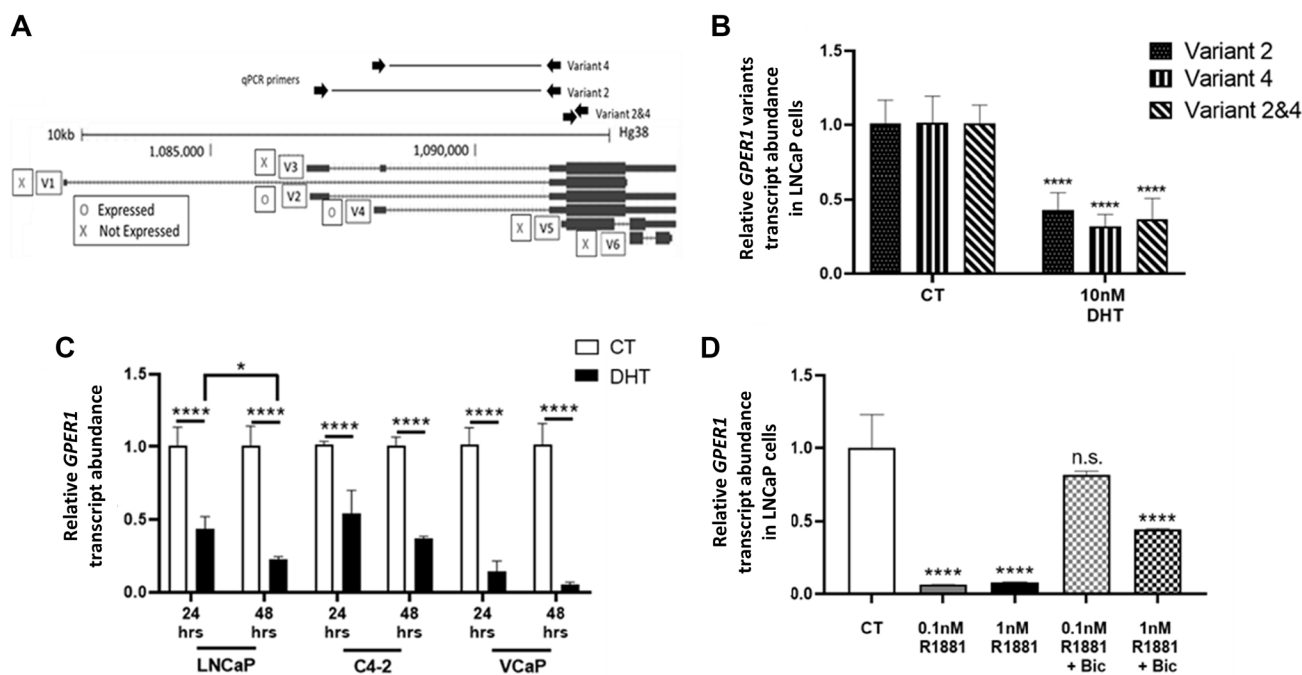 A
qPCR primers
Variant 4
Variant 2
Variant 2&4
10kb
Hg38
1,085,000
1,090,000
X V3
X V1
O V2
O V4
X V5
X V6
O Expressed
X Not Expressed
B
Relative GPER1 variants
transcript abundance
in LNCaP cells
1.5
1.0
0.5
0.0
Variant 2
Variant 4
Variant 2&4
**** **** ****
CT
10nM
DHT
C
Relative GPER1
transcript abundance
1.5
1.0
0.5
0.0
CT
DHT
*
**** **** **** **** **** ****
24 hrs
48 hrs
24 hrs
48 hrs
24 hrs
48 hrs
LNCaP
C4-2
VCaP
D
Relative GPER1
transcript abundance
in LNCaP cells
1.5
1.0
0.5
0.0
**** **** n.s. ****
CT
0.1nM
R1881
1nM
R1881
0.1nM
R1881
+ Bic
1nM
R1881
+ Bic